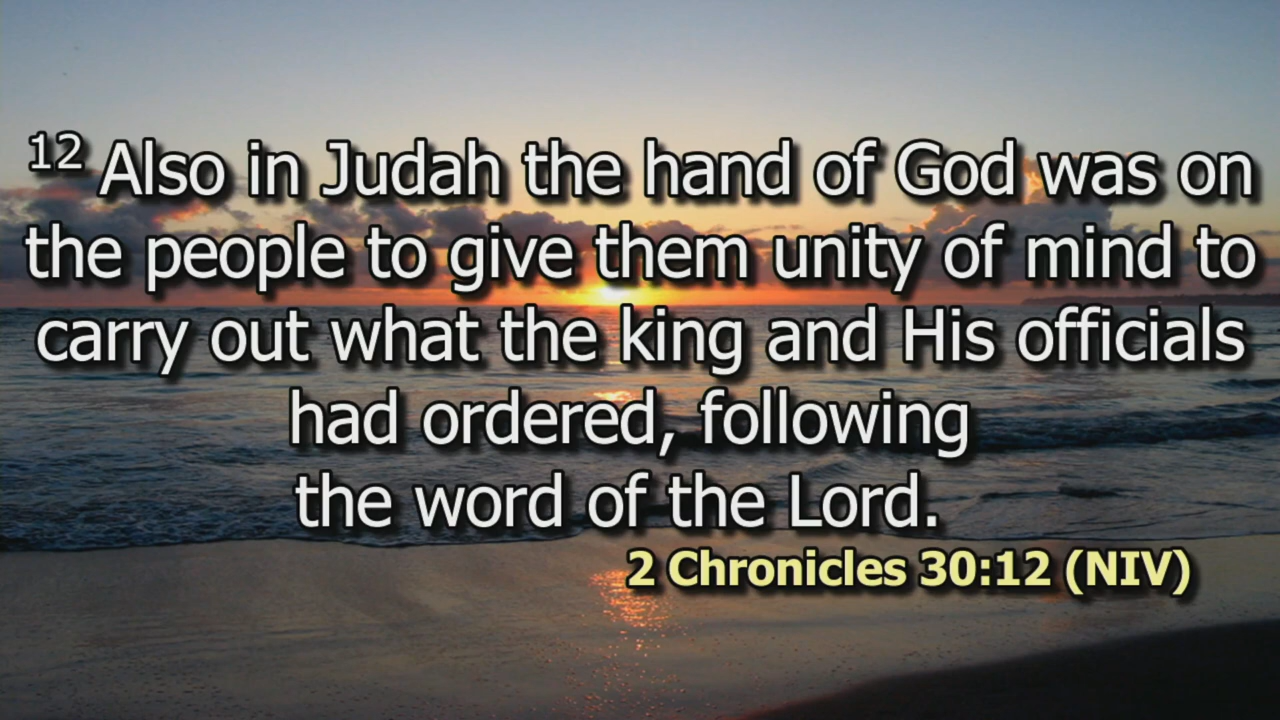 12 Also in Judah the hand of God was on
the people to give them unity of mind to
carry out what the king and His officials
had ordered, following
the word of the Lord.
2 Chronicles 30:12 (NIV)